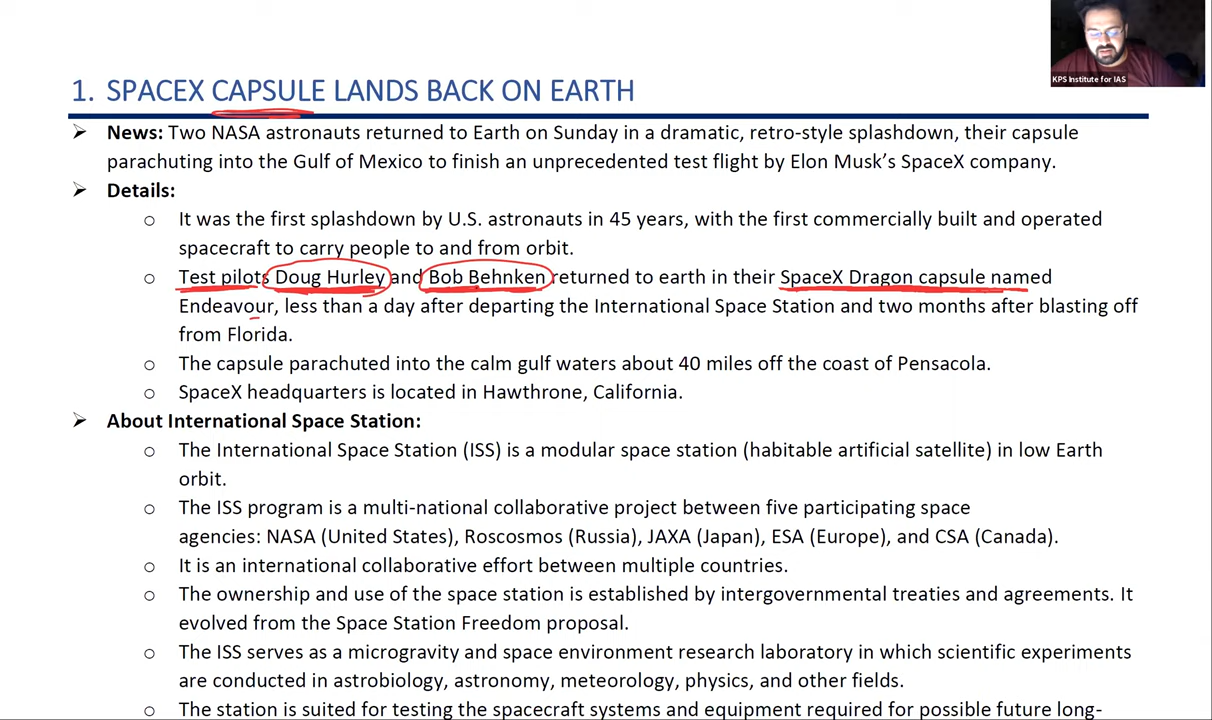 KPS Institute for IAS
1. SPACEX CAPSULE LANDS BACK ON EARTH
➢ News: Two NASA astronauts returned to Earth on Sunday in a dramatic, retro-style splashdown, their capsule
parachuting into the Gulf of Mexico to finish an unprecedented test flight by Elon Musk’s SpaceX company.
➢ Details:
o It was the first splashdown by U.S. astronauts in 45 years, with the first commercially built and operated
spacecraft to carry people to and from orbit.
o Test pilots Doug Hurley and Bob Behnken returned to earth in their SpaceX Dragon capsule named
Endeavour, less than a day after departing the International Space Station and two months after blasting off
from Florida.
o The capsule parachuted into the calm gulf waters about 40 miles off the coast of Pensacola.
o SpaceX headquarters is located in Hawthrone, California.
➢ About International Space Station:
o The International Space Station (ISS) is a modular space station (habitable artificial satellite) in low Earth
orbit.
o The ISS program is a multi-national collaborative project between five participating space
agencies: NASA (United States), Roscosmos (Russia), JAXA (Japan), ESA (Europe), and CSA (Canada).
o It is an international collaborative effort between multiple countries.
o The ownership and use of the space station is established by intergovernmental treaties and agreements. It
evolved from the Space Station Freedom proposal.
o The ISS serves as a microgravity and space environment research laboratory in which scientific experiments
are conducted in astrobiology, astronomy, meteorology, physics, and other fields.
o The station is suited for testing the spacecraft systems and equipment required for possible future long-